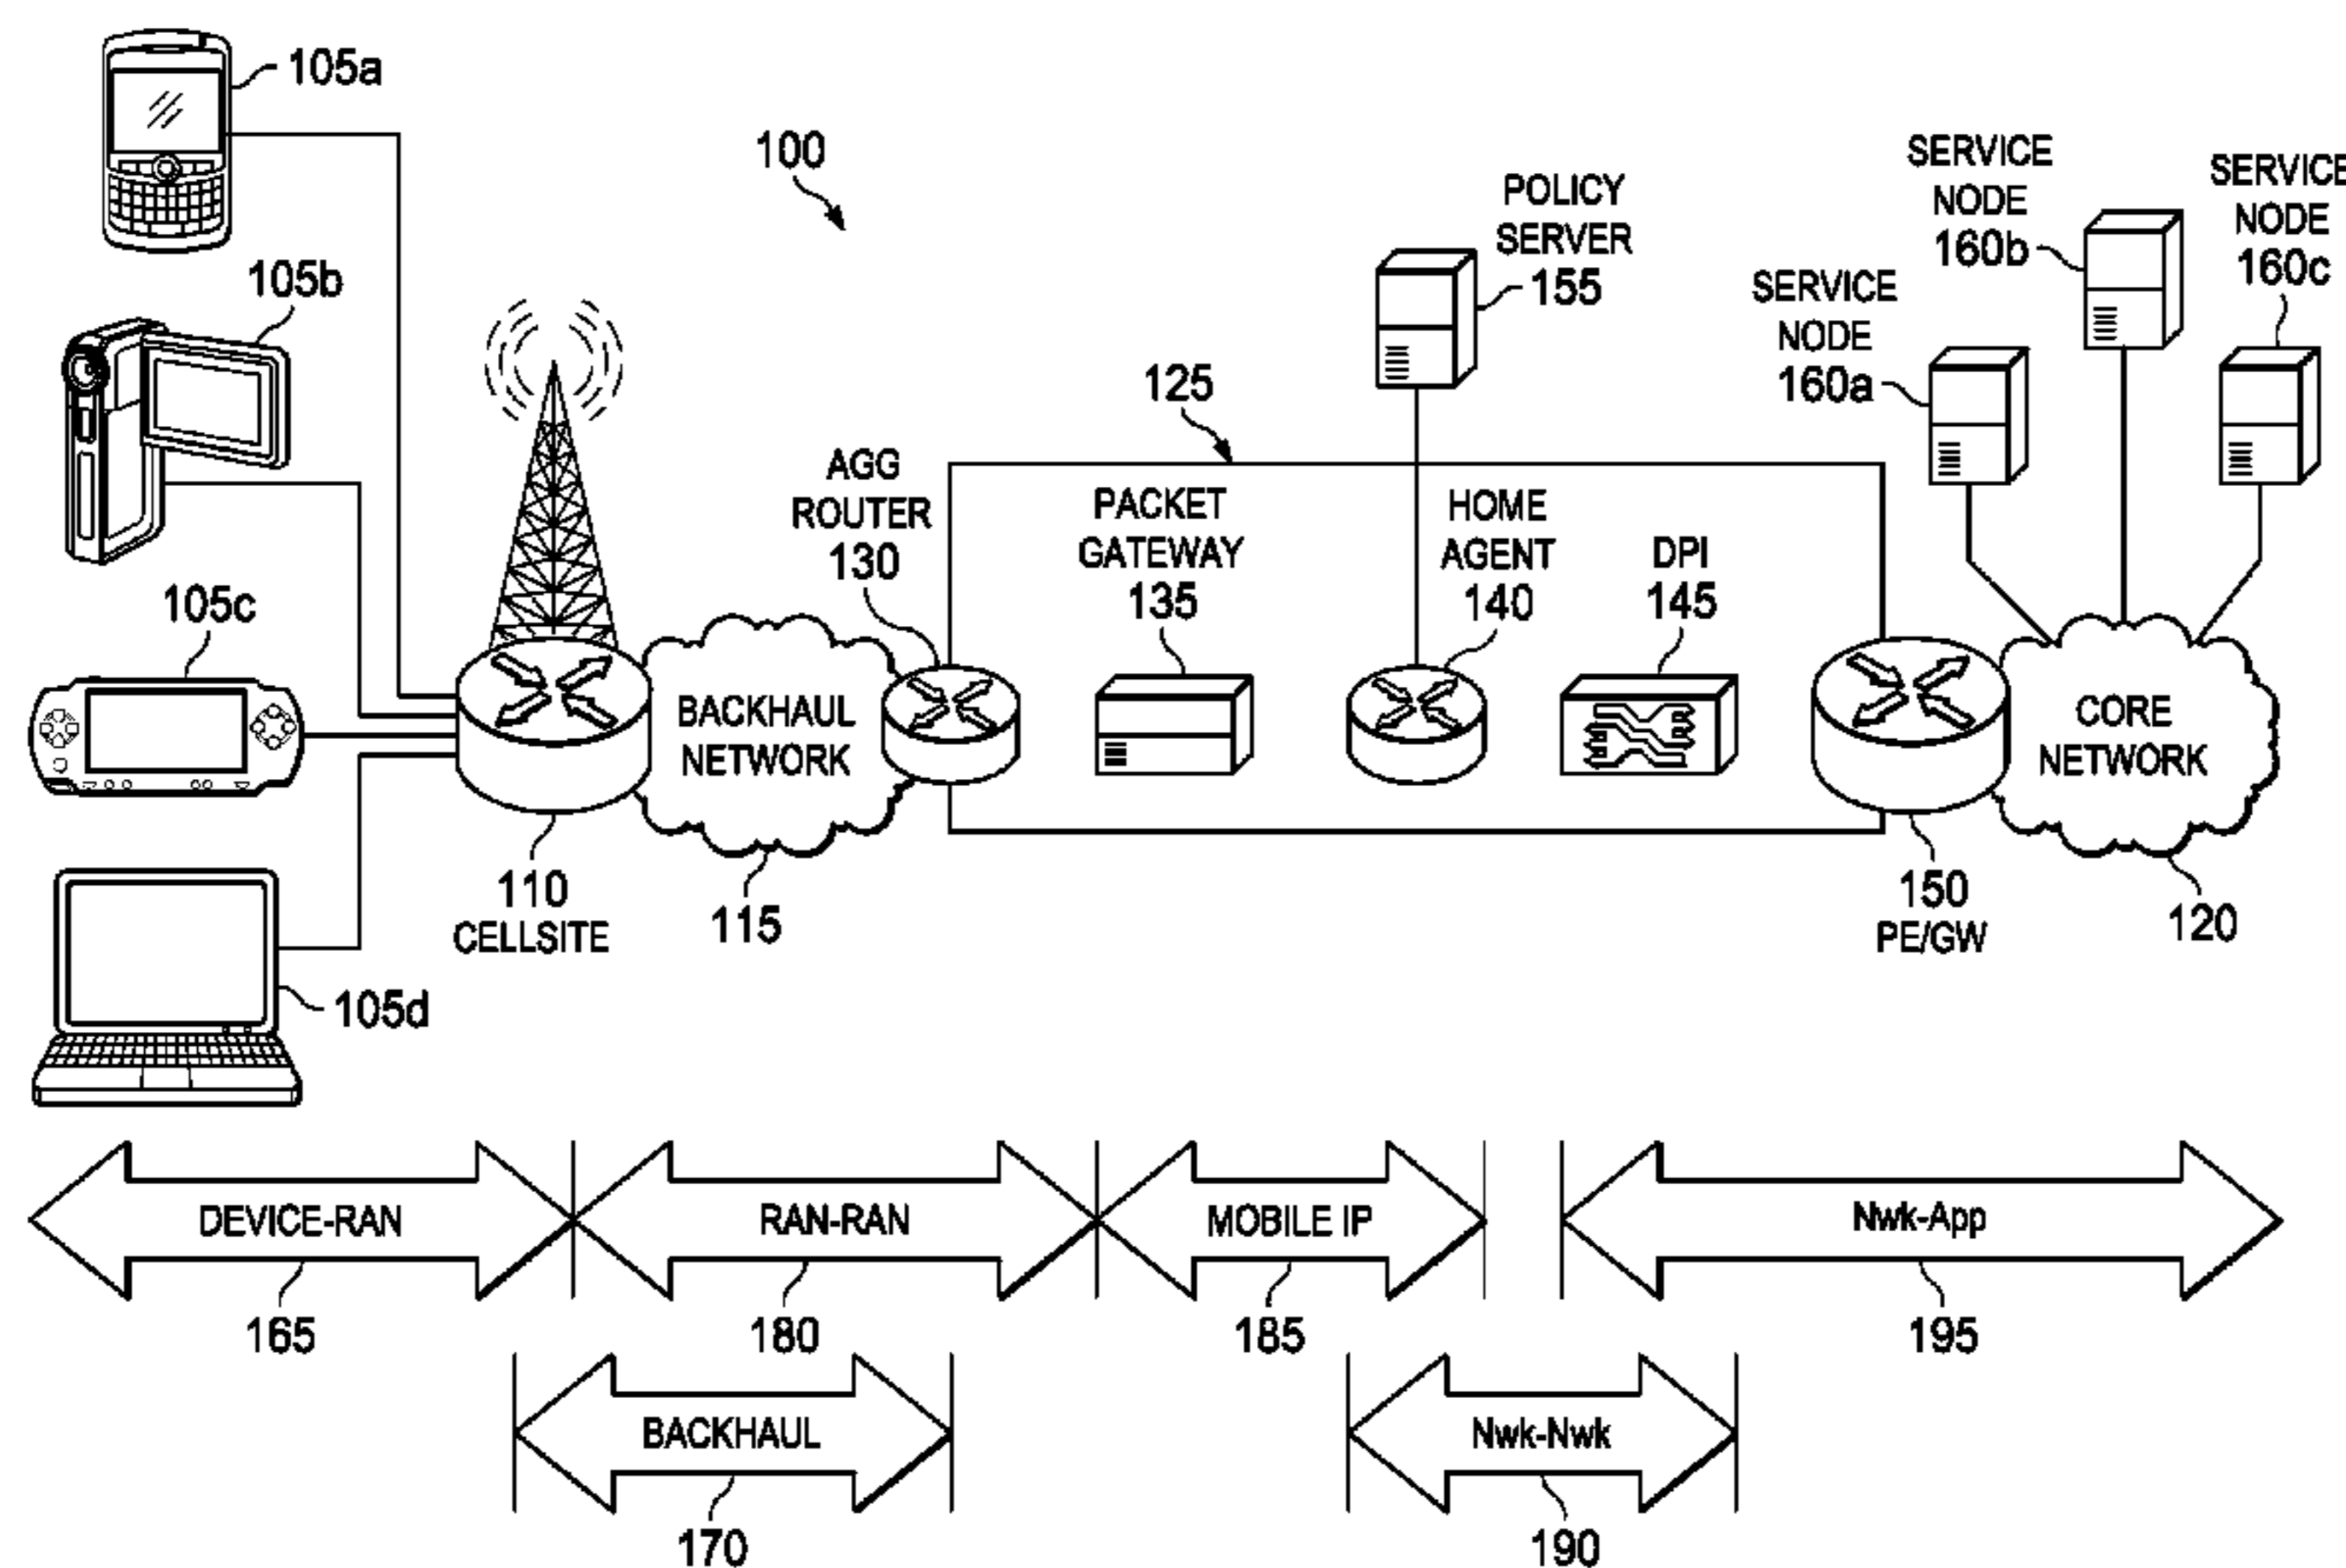 105a
105b
105c
105d
100
110
CELLSITE
BACKHAUL
NETWORK
115
AGG
ROUTER
130
125
PACKET
GATEWAY
135
POLICY
SERVER
155
HOME
AGENT
140
DPI
145
150
PE/GW
SERVICE
NODE
160a
SERVICE
NODE
160b
SERVICE
NODE
160c
CORE
NETWORK
120
DEVICE-RAN
165
RAN-RAN
180
MOBILE IP
185
Nwk-App
195
BACKHAUL
170
Nwk-Nwk
190